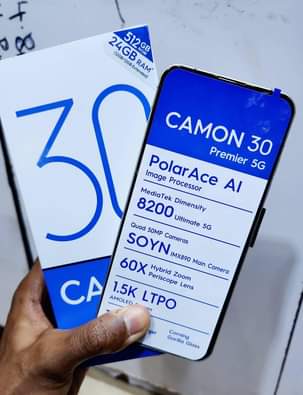 512GB
24GB RAM*
30
CA
CAMON 30
Premier 5G
PolarAce AI
Image Processor
MediaTek Dimensity
8200 Ultimate 5G
Quad 50MP Cameras
SOYN IMX890 Main Camera
60X Hybrid Zoom
Periscope Lens
1.5K LTPO
AMOLED
Corning
Gorilla Glass